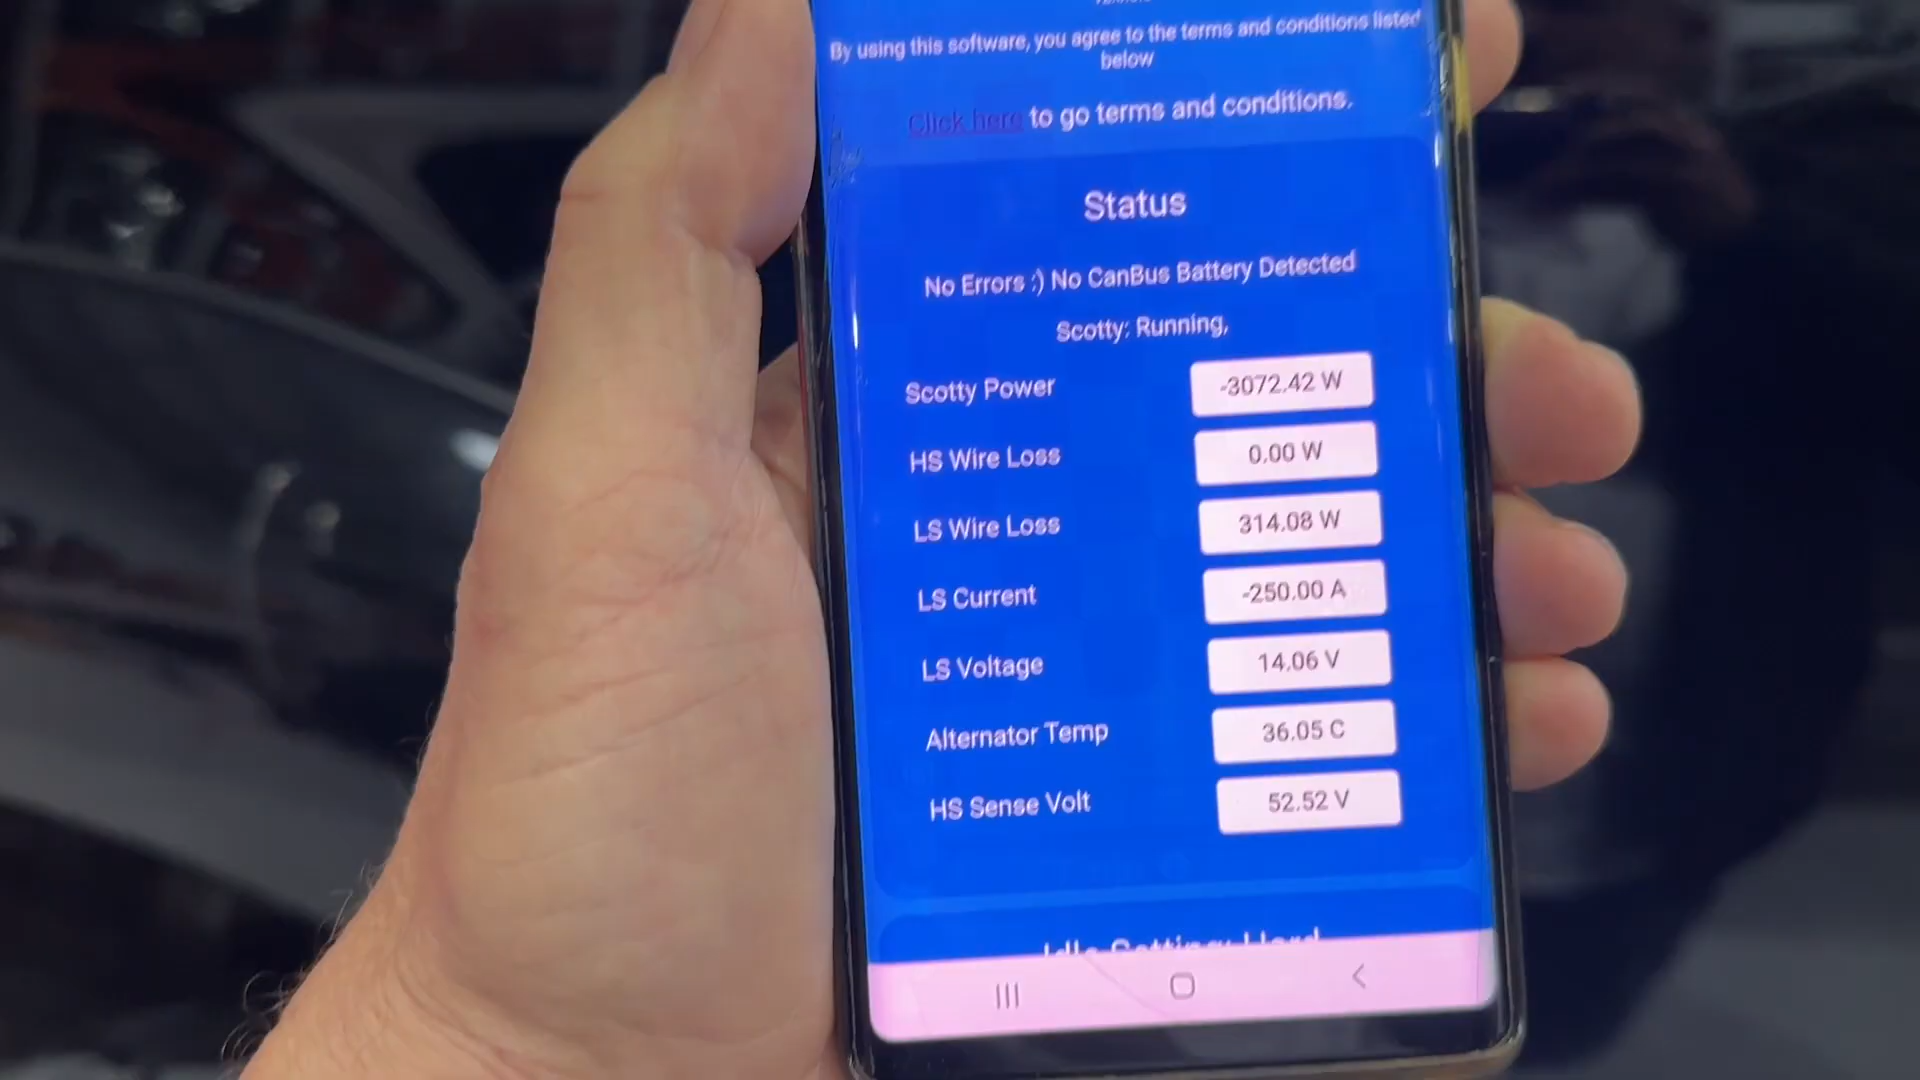 By using this software, you agree to the terms and conditions listed
below
Click here to go terms and conditions.
Status
No Errors :) No CanBus Battery Detected
Scotty: Running,
Scotty Power -3072.42 W
HS Wire Loss 0.00 W
LS Wire Loss 314.08 W
LS Current -250.00 A
LS Voltage 14.06 V
Alternator Temp 36.05 C
HS Sense Volt 52.52 V